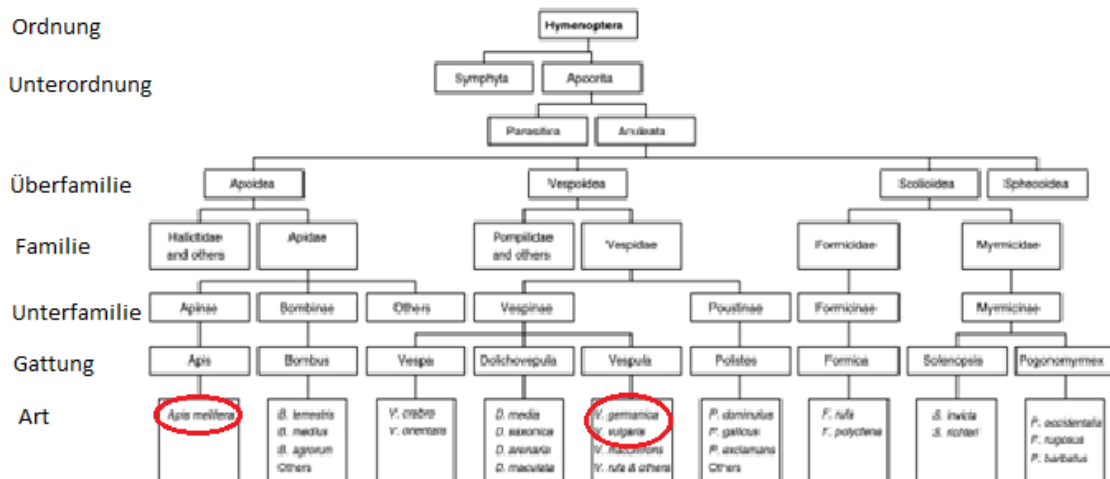 Ordnung
Hymenoptera
Unterordnung
Symphyta
Apocrita
Parasitica
Aculeata
Überfamilie
Apoidea
Vespoidea
Scolioidea
Sphecoidea
Familie
Halictidae
and others
Apidae
Pompilidae
and others
Vespidae
Formicidae
Myrmicidae
Unterfamilie
Apinae
Bombinae
Others
Vespinae
Poustinae
Formicinae
Myrmicinae
Gattung
Apis
Bombus
Vespa
Dolichovepula
Vespula
Polistes
Formica
Solenopsis
Pogonomyrmex
Art
Apis melifera
B. terrestris
B. medius
B. agrorum
Others
V. crabro
V. orientalis
D. media
D. saxonica
D. arenaria
D. maculata
V. germanica
V. vulgaris
V. maculifrons
V. rufa & others
P. dominulus
P. gallicus
P. exclamans
Others
F. rufa
F. polyctena
S. invicta
S. richteri
P. occidentalis
P. rugosus
P. barbatus